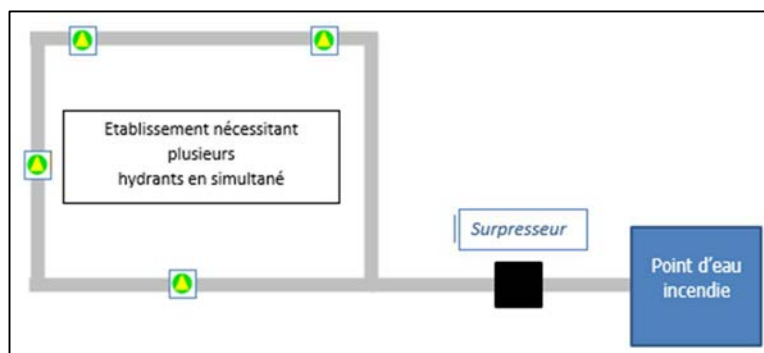 Etablissement nécessitant
plusieurs
hydrants en simultané
Surpresseur
Point d'eau
incendie